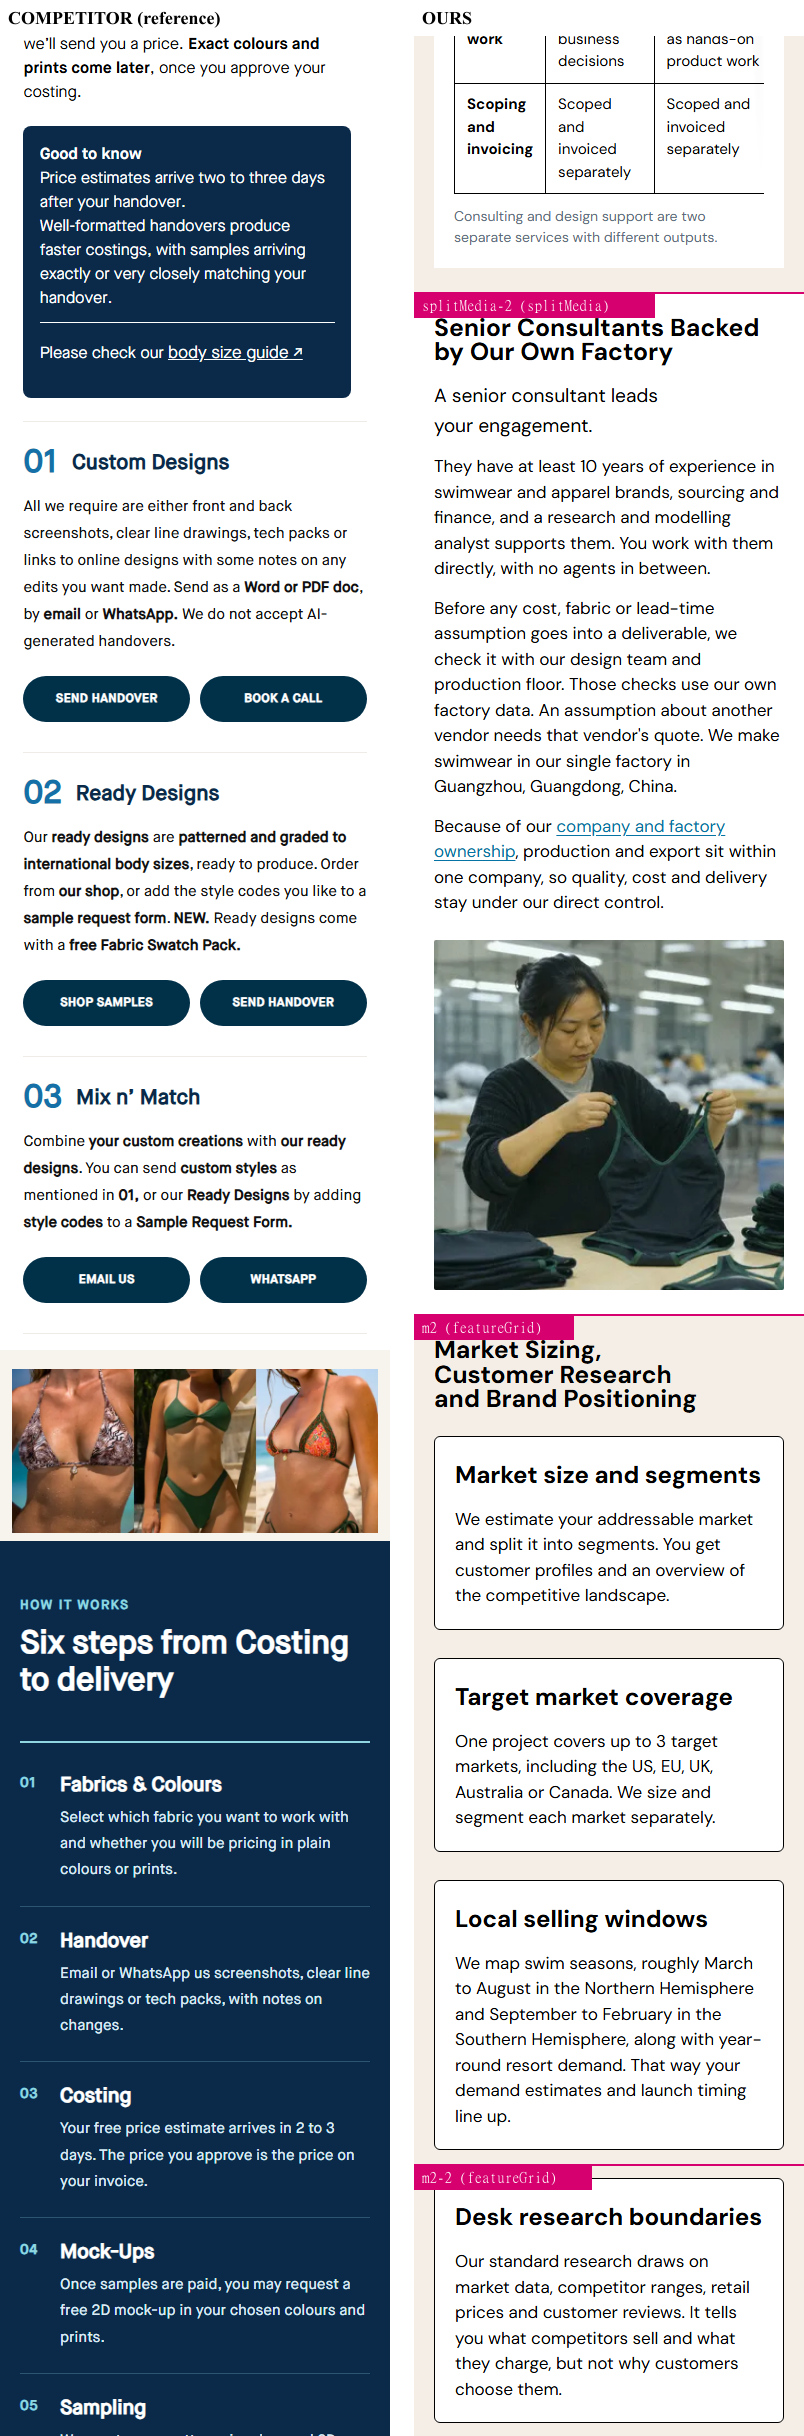 COMPETITOR (reference)
we'll send you a price. Exact colours and
prints come later, once you approve your
costing.
Good to know
Price estimates arrive two to three days
after your handover.
Well-formatted handovers produce
faster costings, with samples arriving
exactly or very closely matching your
handover.
Please check our body size guide ↗
01 Custom Designs
All we require are either front and back
screenshots, clear line drawings, tech packs or
links to online designs with some notes on any
edits you want made. Send as a Word or PDF doc,
by email or WhatsApp. We do not accept AI-
generated handovers.
SEND HANDOVER
BOOK A CALL
02 Ready Designs
Our ready designs are patterned and graded to
international body sizes, ready to produce. Order
from our shop, or add the style codes you like to a
sample request form. NEW. Ready designs come
with a free Fabric Swatch Pack.
SHOP SAMPLES
SEND HANDOVER
03 Mix n' Match
Combine your custom creations with our ready
designs. You can send custom styles as
mentioned in 01, or our Ready Designs by adding
style codes to a Sample Request Form.
EMAIL US
WHATSAPP
HOW IT WORKS
Six steps from Costing
to delivery
01 Fabrics & Colours
Select which fabric you want to work with
and whether you will be pricing in plain
colours or prints.
02 Handover
Email or WhatsApp us screenshots, clear line
drawings or tech packs, with notes on
changes.
03 Costing
Your free price estimate arrives in 2 to 3
days. The price you approve is the price on
your invoice.
04 Mock-Ups
Once samples are paid, you may request a
free 2D mock-up in your chosen colours and
prints.
05 Sampling
OURS
work
business
decisions
as hands-on
product work
Scoping
and
invoicing
Scoped
and
invoiced
separately
Scoped and
invoiced
separately
Consulting and design support are two
separate services with different outputs.
splitMedia-2 (splitMedia)
Senior Consultants Backed
by Our Own Factory
A senior consultant leads
your engagement.
They have at least 10 years of experience in
swimwear and apparel brands, sourcing and
finance, and a research and modelling
analyst supports them. You work with them
directly, with no agents in between.
Before any cost, fabric or lead-time
assumption goes into a deliverable, we
check it with our design team and
production floor. Those checks use our own
factory data. An assumption about another
vendor needs that vendor's quote. We make
swimwear in our single factory in
Guangzhou, Guangdong, China.
Because of our company and factory
ownership, production and export sit within
one company, so quality, cost and delivery
stay under our direct control.
m2 (featureGrid)
Market Sizing,
Customer Research
and Brand Positioning
Market size and segments
We estimate your addressable market
and split it into segments. You get
customer profiles and an overview of
the competitive landscape.
Target market coverage
One project covers up to 3 target
markets, including the US, EU, UK,
Australia or Canada. We size and
segment each market separately.
Local selling windows
We map swim seasons, roughly March
to August in the Northern Hemisphere
and September to February in the
Southern Hemisphere, along with year-
round resort demand. That way your
demand estimates and launch timing
line up.
m2-2 (featureGrid)
Desk research boundaries
Our standard research draws on
market data, competitor ranges, retail
prices and customer reviews. It tells
you what competitors sell and what
they charge, but not why customers
choose them.